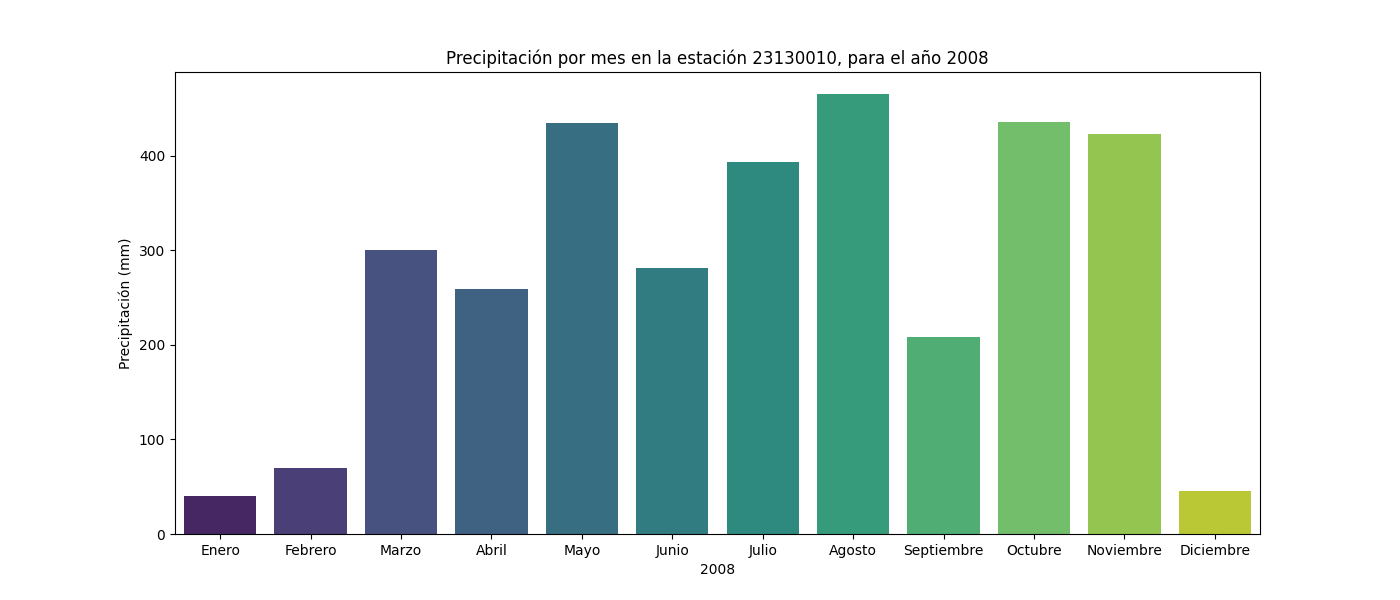 Precipitación por mes en la estación 23130010, para el año 2008
Precipitación (mm)
400
300
200
100
0
Enero Febrero Marzo Abril Mayo Junio Julio Agosto Septiembre Octubre Noviembre Diciembre
2008